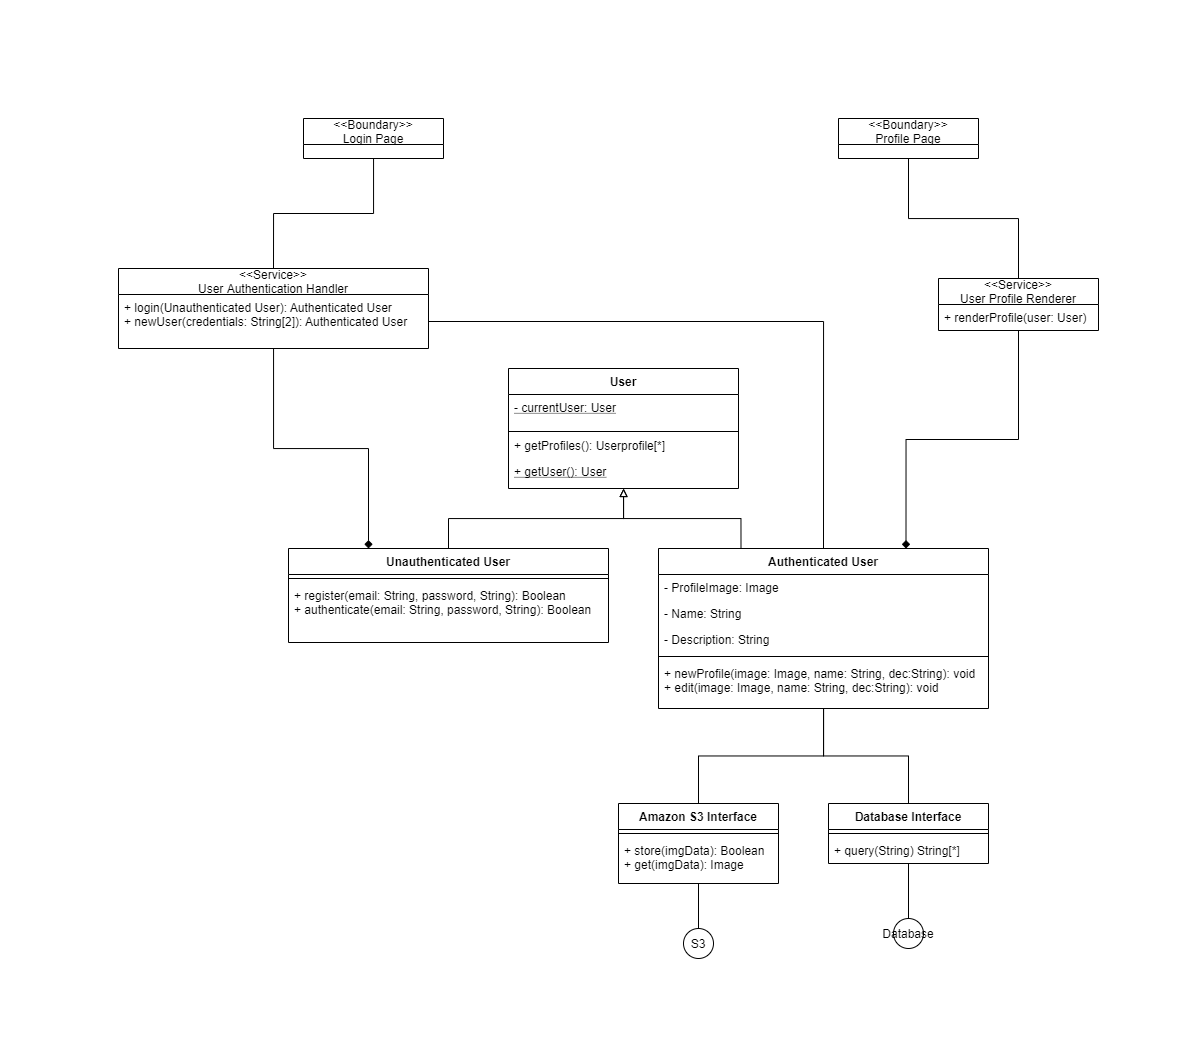 <<Boundary>>
Login Page
<<Boundary>>
Profile Page
<<Service>>
User Authentication Handler
+ login(Unauthenticated User): Authenticated User
+ newUser(credentials: String[2]): Authenticated User
<<Service>>
User Profile Renderer
+ renderProfile(user: User)
User
- currentUser: User
+ getProfiles(): Userprofile[*]
+ getUser(): User
Unauthenticated User
+ register(email: String, password, String): Boolean
+ authenticate(email: String, password, String): Boolean
Authenticated User
- ProfileImage: Image
- Name: String
- Description: String
+ newProfile(image: Image, name: String, dec:String): void
+ edit(image: Image, name: String, dec:String): void
Amazon S3 Interface
+ store(imgData): Boolean
+ get(imgData): Image
Database Interface
+ query(String) String[*]
S3
Database